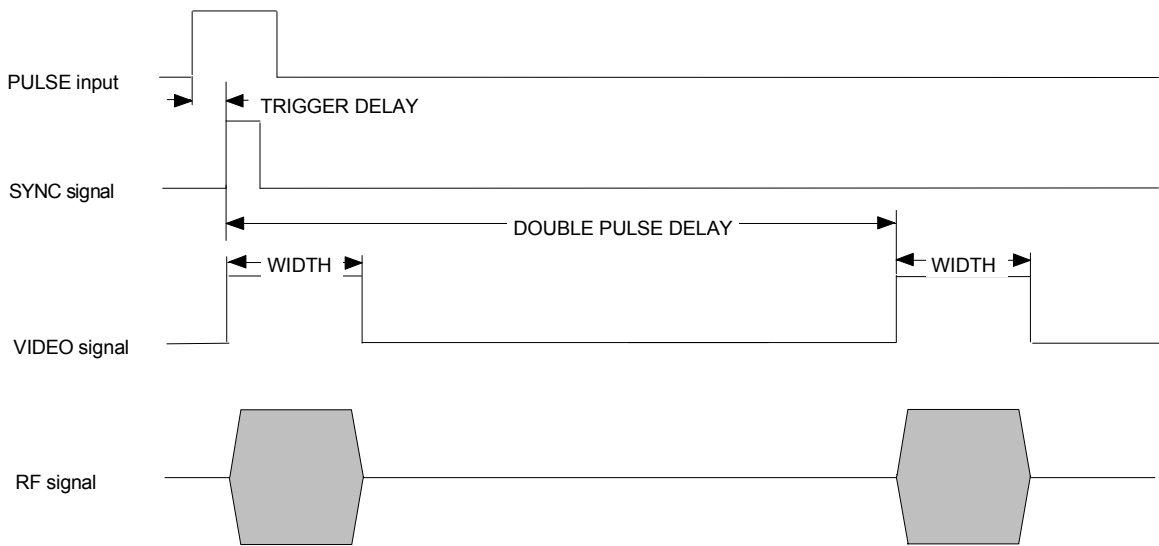 PULSE input
TRIGGER DELAY
SYNC signal
DOUBLE PULSE DELAY
WIDTH
WIDTH
VIDEO signal
RF signal